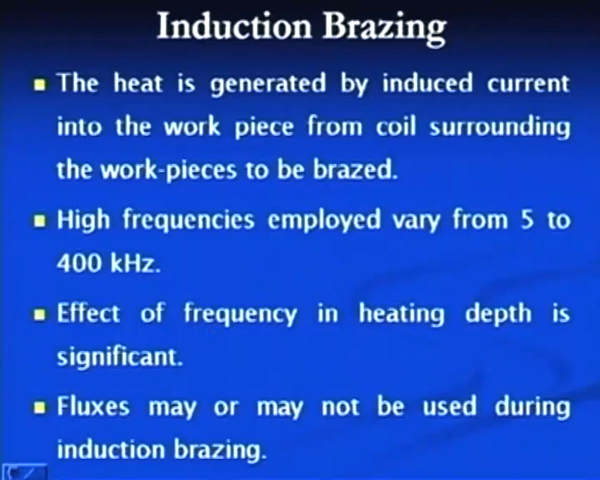 Induction Brazing
▪ The heat is generated by induced current
into the work piece from coil surrounding
the work-pieces to be brazed.
▪ High frequencies employed vary from 5 to
400 kHz.
▪ Effect of frequency in heating depth is
significant.
▪ Fluxes may or may not be used during
induction brazing.